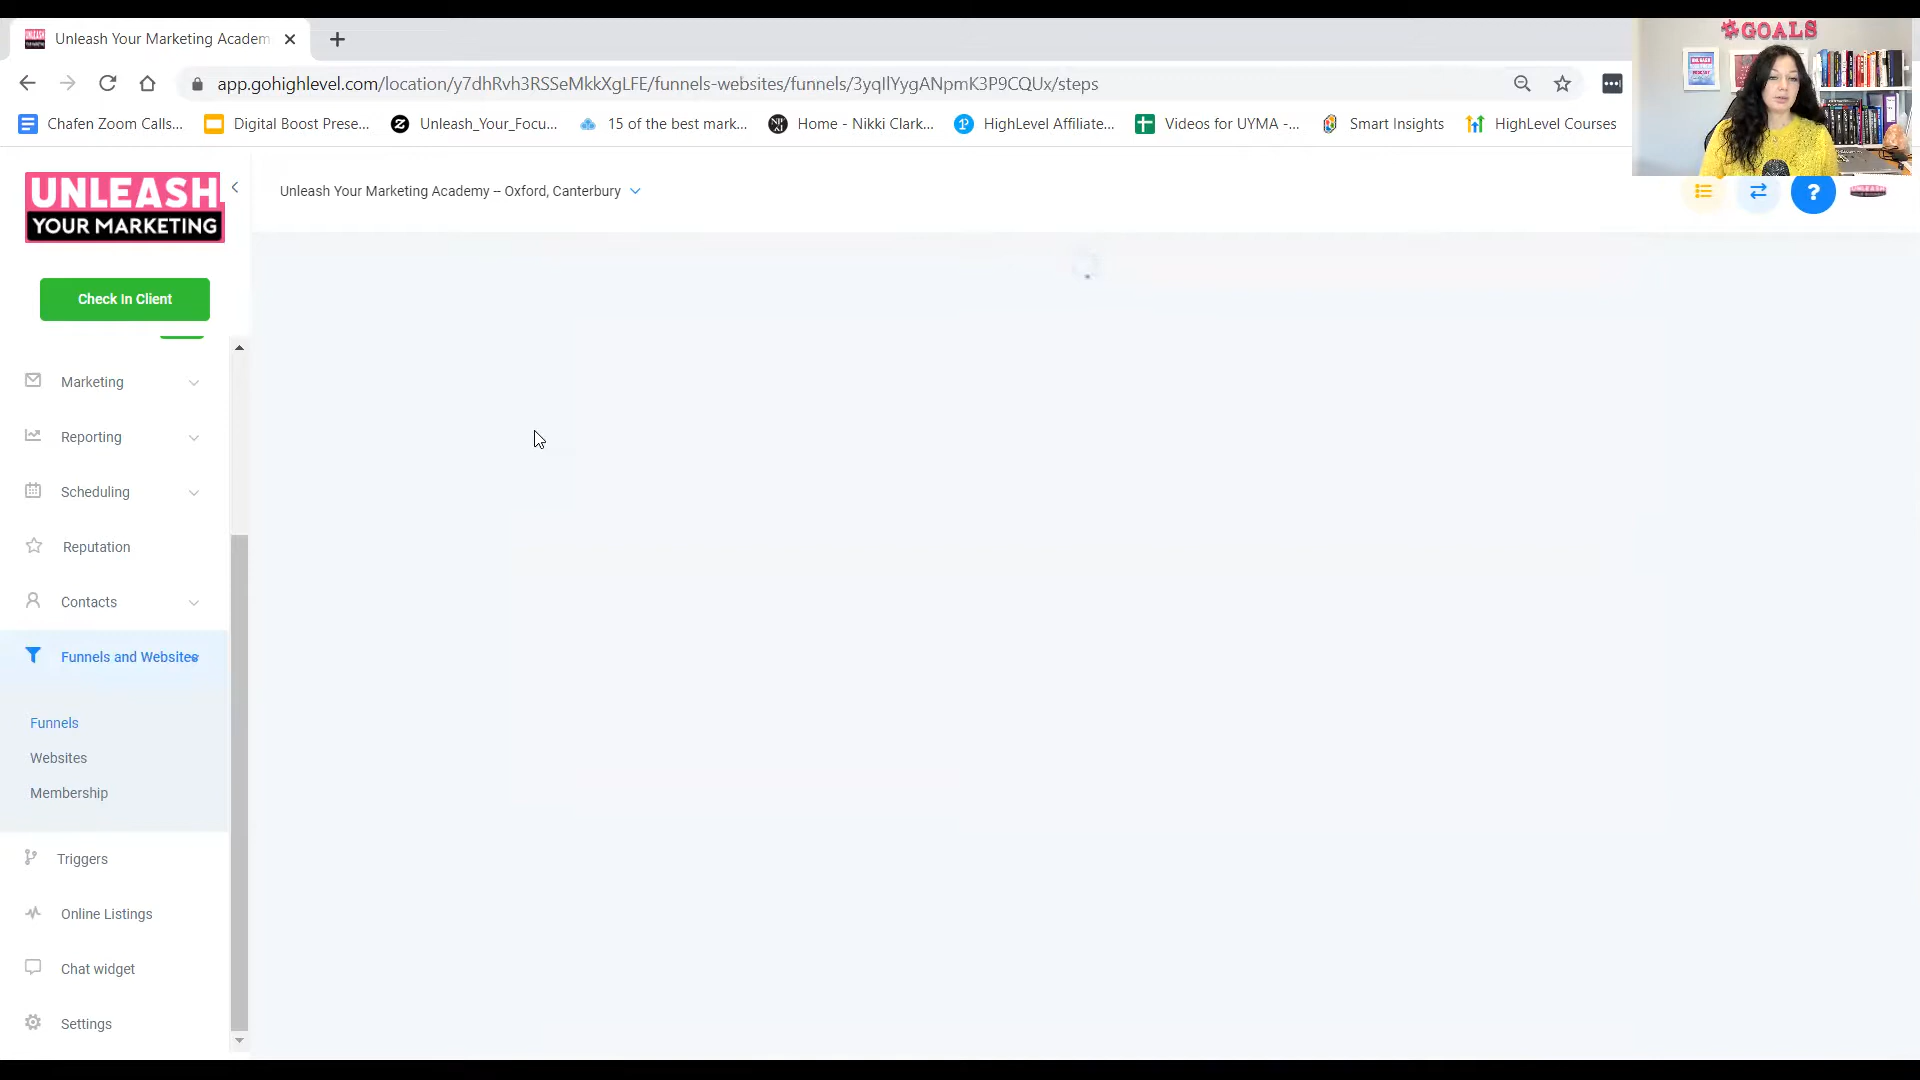 GOALS
Unleash Your Marketing Academ
app.gohighlevel.com/location/y7dhRvh3RSSeMkkXgLFE/funnels-websites/funnels/3yqIlYygANpmK3P9CQUx/steps
Chafen Zoom Calls...
Digital Boost Prese...
Unleash_Your_Focu...
15 of the best mark...
Home - Nikki Clark...
HighLevel Affiliate...
Videos for UYMA -...
Smart Insights
HighLevel Courses
UNLEASH
YOUR MARKETING
Unleash Your Marketing Academy -- Oxford, Canterbury
?
Check In Client
Marketing
Reporting
Scheduling
Reputation
Contacts
Funnels and Websites
Funnels
Websites
Membership
Triggers
Online Listings
Chat widget
Settings